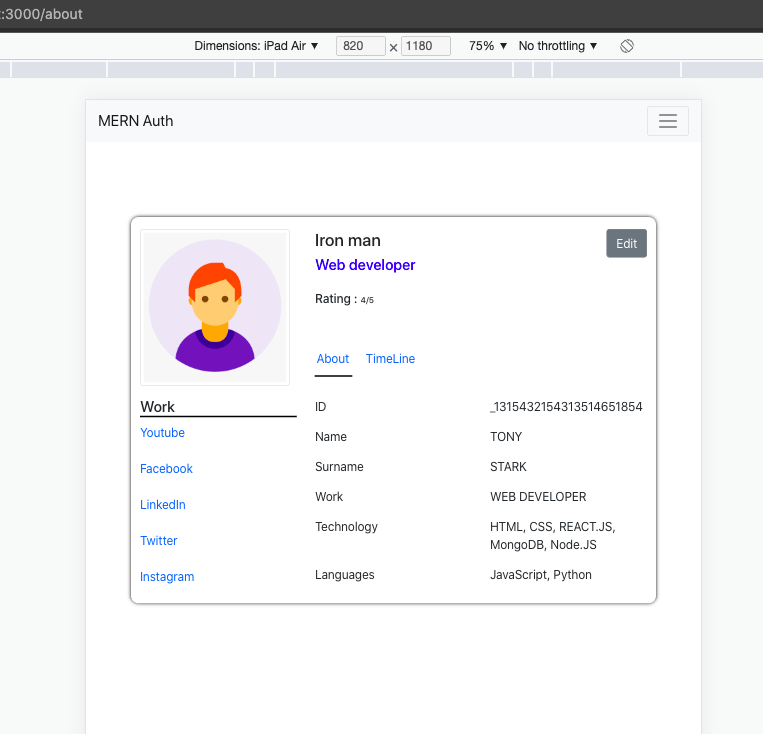 :3000/about
Dimensions: iPad Air ▼ 820 × 1180 75% ▼ No throttling ▼
MERN Auth
Iron man
Edit
Web developer
Rating : 4/5
About TimeLine
Work
Youtube
Facebook
LinkedIn
Twitter
Instagram
ID _1315432154313514651854
Name TONY
Surname STARK
Work WEB DEVELOPER
Technology HTML, CSS, REACT.JS,
MongoDB, Node.JS
Languages JavaScript, Python